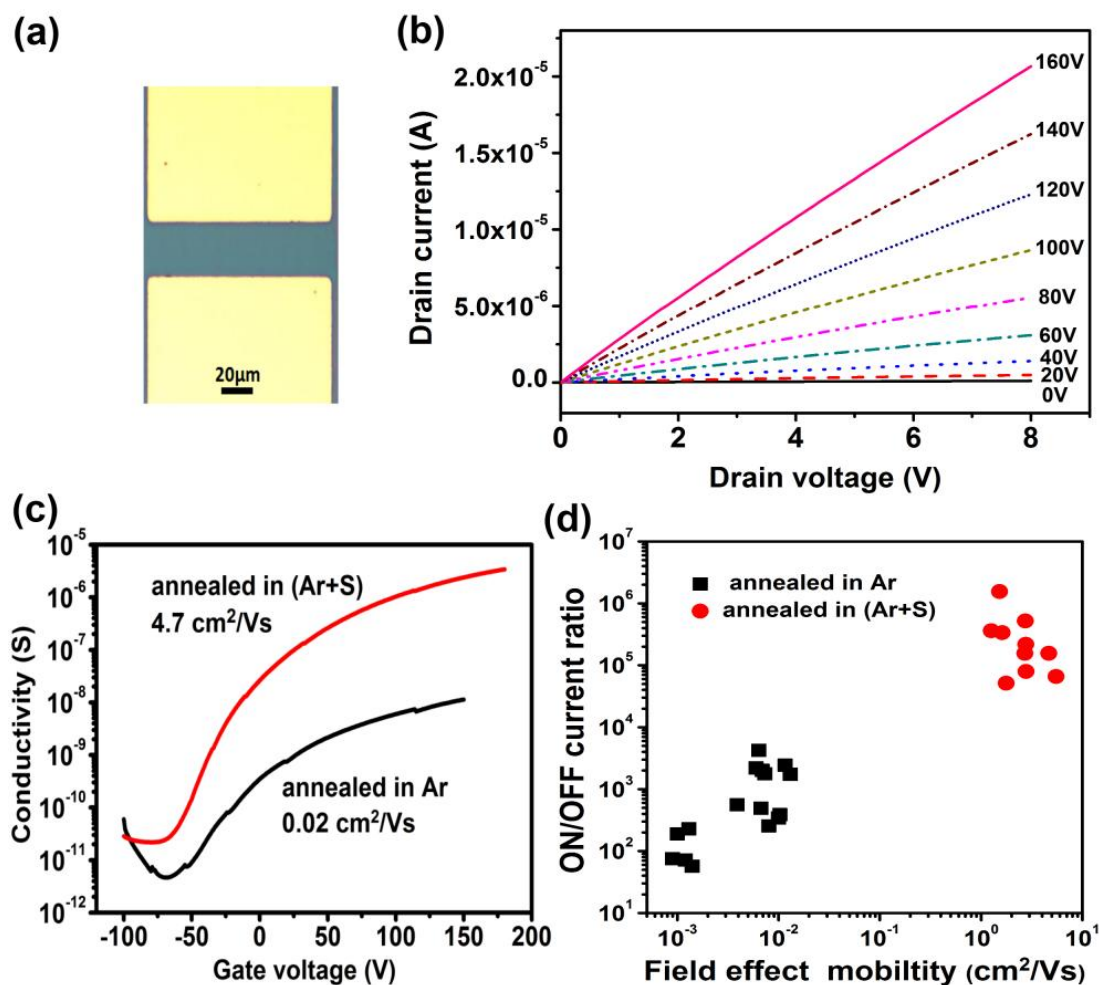 (a)
20μm
(b)
Drain current (A)
2.0x10⁻⁵
1.5x10⁻⁵
1.0x10⁻⁵
5.0x10⁻⁶
0.0
160V
140V
120V
100V
80V
60V
40V
20V
0V
0 2 4 6 8
Drain voltage (V)
(c)
Conductivity (S)
10⁻⁵
10⁻⁶
10⁻⁷
10⁻⁸
10⁻⁹
10⁻¹⁰
10⁻¹¹
10⁻¹²
annealed in (Ar+S)
4.7 cm²/Vs
annealed in Ar
0.02 cm²/Vs
-100 -50 0 50 100 150 200
Gate voltage (V)
(d)
ON/OFF current ratio
10⁷
10⁶
10⁵
10⁴
10³
10²
10¹
annealed in Ar
annealed in (Ar+S)
10⁻³ 10⁻² 10⁻¹ 10⁰ 10¹
Field effect mobiltity (cm²/Vs)